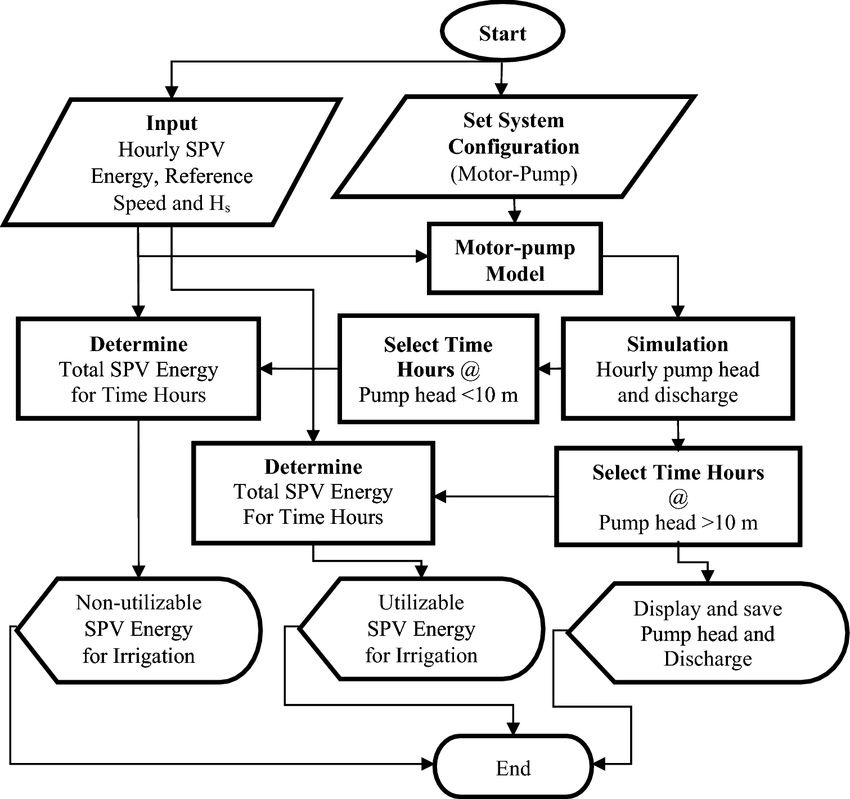 Start
Input
Hourly SPV
Energy, Reference
Speed and Hs
Set System
Configuration
(Motor-Pump)
Motor-pump
Model
Determine
Total SPV Energy
for Time Hours
Select Time
Hours @
Pump head <10 m
Simulation
Hourly pump head
and discharge
Determine
Total SPV Energy
For Time Hours
Select Time Hours
@
Pump head >10 m
Non-utilizable
SPV Energy
for Irrigation
Utilizable
SPV Energy
for Irrigation
Display and save
Pump head and
Discharge
End